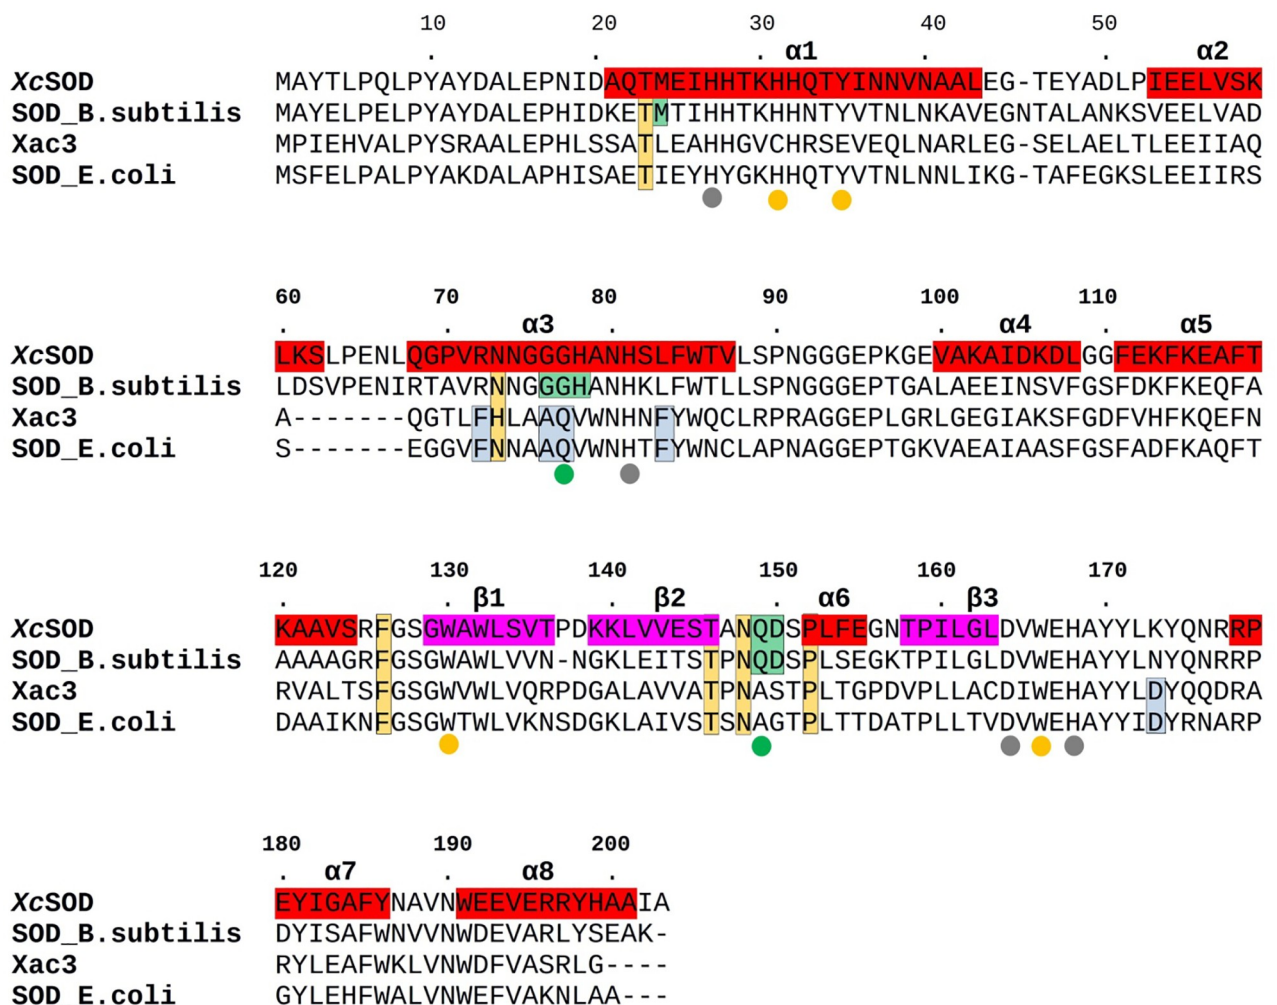 10 20 30 40 50
. . . . .
α1 α2
XcSOD MAYTLPQLPYAYDALEPNIDAQTMEIHHTKHHQTYINNVNAALEG-TEYADLPIEELVSK
SOD_B.subtilis MAYELPELPYAYDALEPHIDKETMTIHHTKHHNTYVTNLNKAVEGNTALANKSVEELVAD
Xac3 MPIEHVALPYSRAALEPHLSSATLEAHHGVCHRSEVEQLNARLEG-SELAELTLEEIIAQ
SOD_E.coli MSFELPALPYAKDALAPHISAETIEYHYGKHHQTYVTNLNNLIKG-TAFEGKSLEEIIRS
60 70 80 90 100 110
. . . . . .
α3 α4 α5
XcSOD LKSLPENLQGPVRNNGGGHANHSLFWTVLSPNGGGEPKGEVAKAIDKDLGGFEKFKEAFT
SOD_B.subtilis LDSVPENIRTAVRNNGGGHANHKLFWTLLSPNGGGEPTGALAEEINSVFGSFDKFKEQFA
Xac3 A-------QGTLFHLAAQVWNHNFYWQCLRPRAGGEPLGRLGEGIAKSFGDFVHFKQEFN
SOD_E.coli S-------EGGVFNNAAQVWNHTFYWNCLAPNAGGEPTGKVAEAIAASFGSFADFKAQFT
120 130 140 150 160 170
. . . . . .
β1 β2 α6 β3
XcSOD KAAVSRFGSGWAWLSVTPDKKLVVESTANQDSPLFEGNTPILGLDVWEHAYYLKYQNRRP
SOD_B.subtilis AAAAGRFGSGWAWLVVN-NGKLEITSTPNQDSPLSEGKTPILGLDVWEHAYYLNYQNRRP
Xac3 RVALTSFGSGWVWLVQRPDGALAVVATPNASTPLTGPDVPLLACDIWEHAYYLDYQQDRA
SOD_E.coli DAAIKNFGSGWTWLVKNSDGKLAIVSTSNAGTPLTTDATPLLTVDVWEHAYYIDYRNARP
180 190 200
. . .
α7 α8
XcSOD EYIGAFYNAVNWEEVERRYHAAIA
SOD_B.subtilis DYISAFWNVVNWDEVARLYSEAK-
Xac3 RYLEAFWKLVNWDFVASRLG----
SOD_E.coli GYLEHFWALVNWEFVAKNLAA---